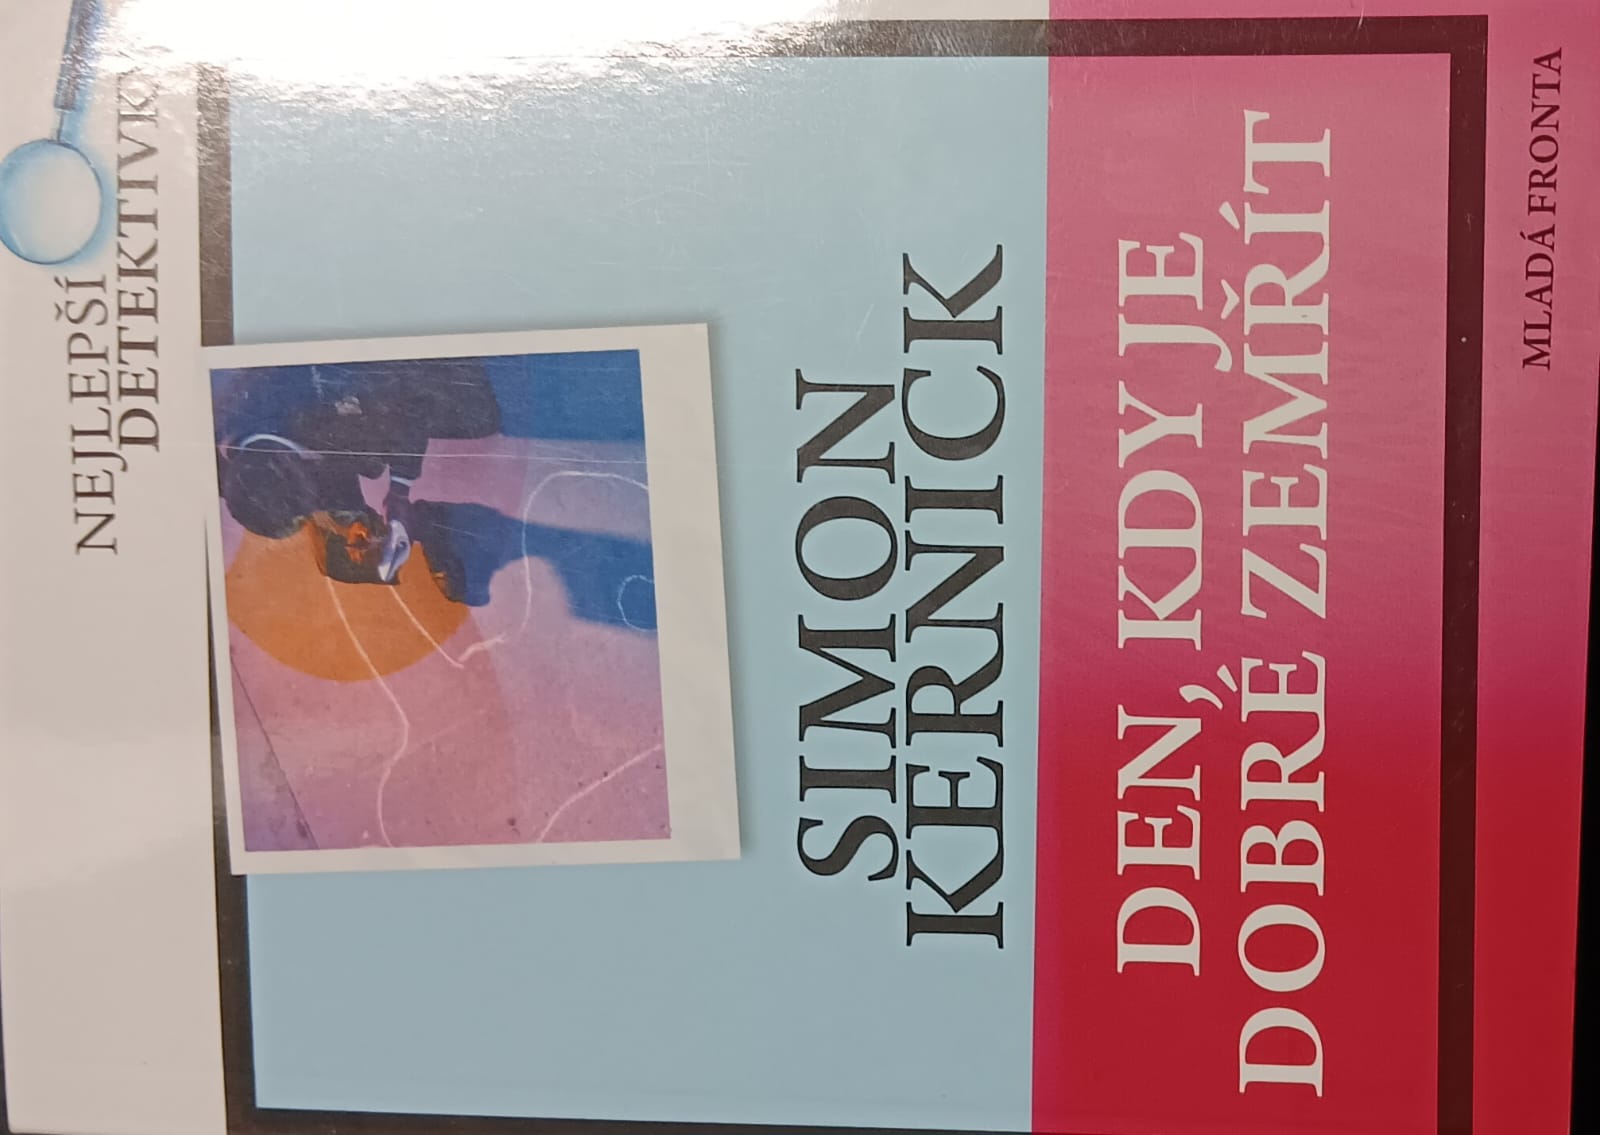 NEJLEPŠÍ
DETEKTIVKY
SIMON
KERNICK
DEN, KDY JE
DOBRÉ ZEMŘÍT
MLADÁ FRONTA